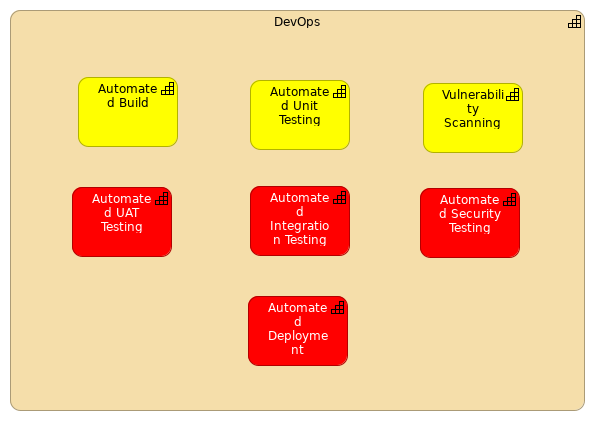 DevOps
Automate
d Build
Automate
d Unit
Testing
Vulnerabili
ty
Scanning
Automate
d UAT
Testing
Automate
d
Integratio
n Testing
Automate
d Security
Testing
Automate
d
Deployme
nt